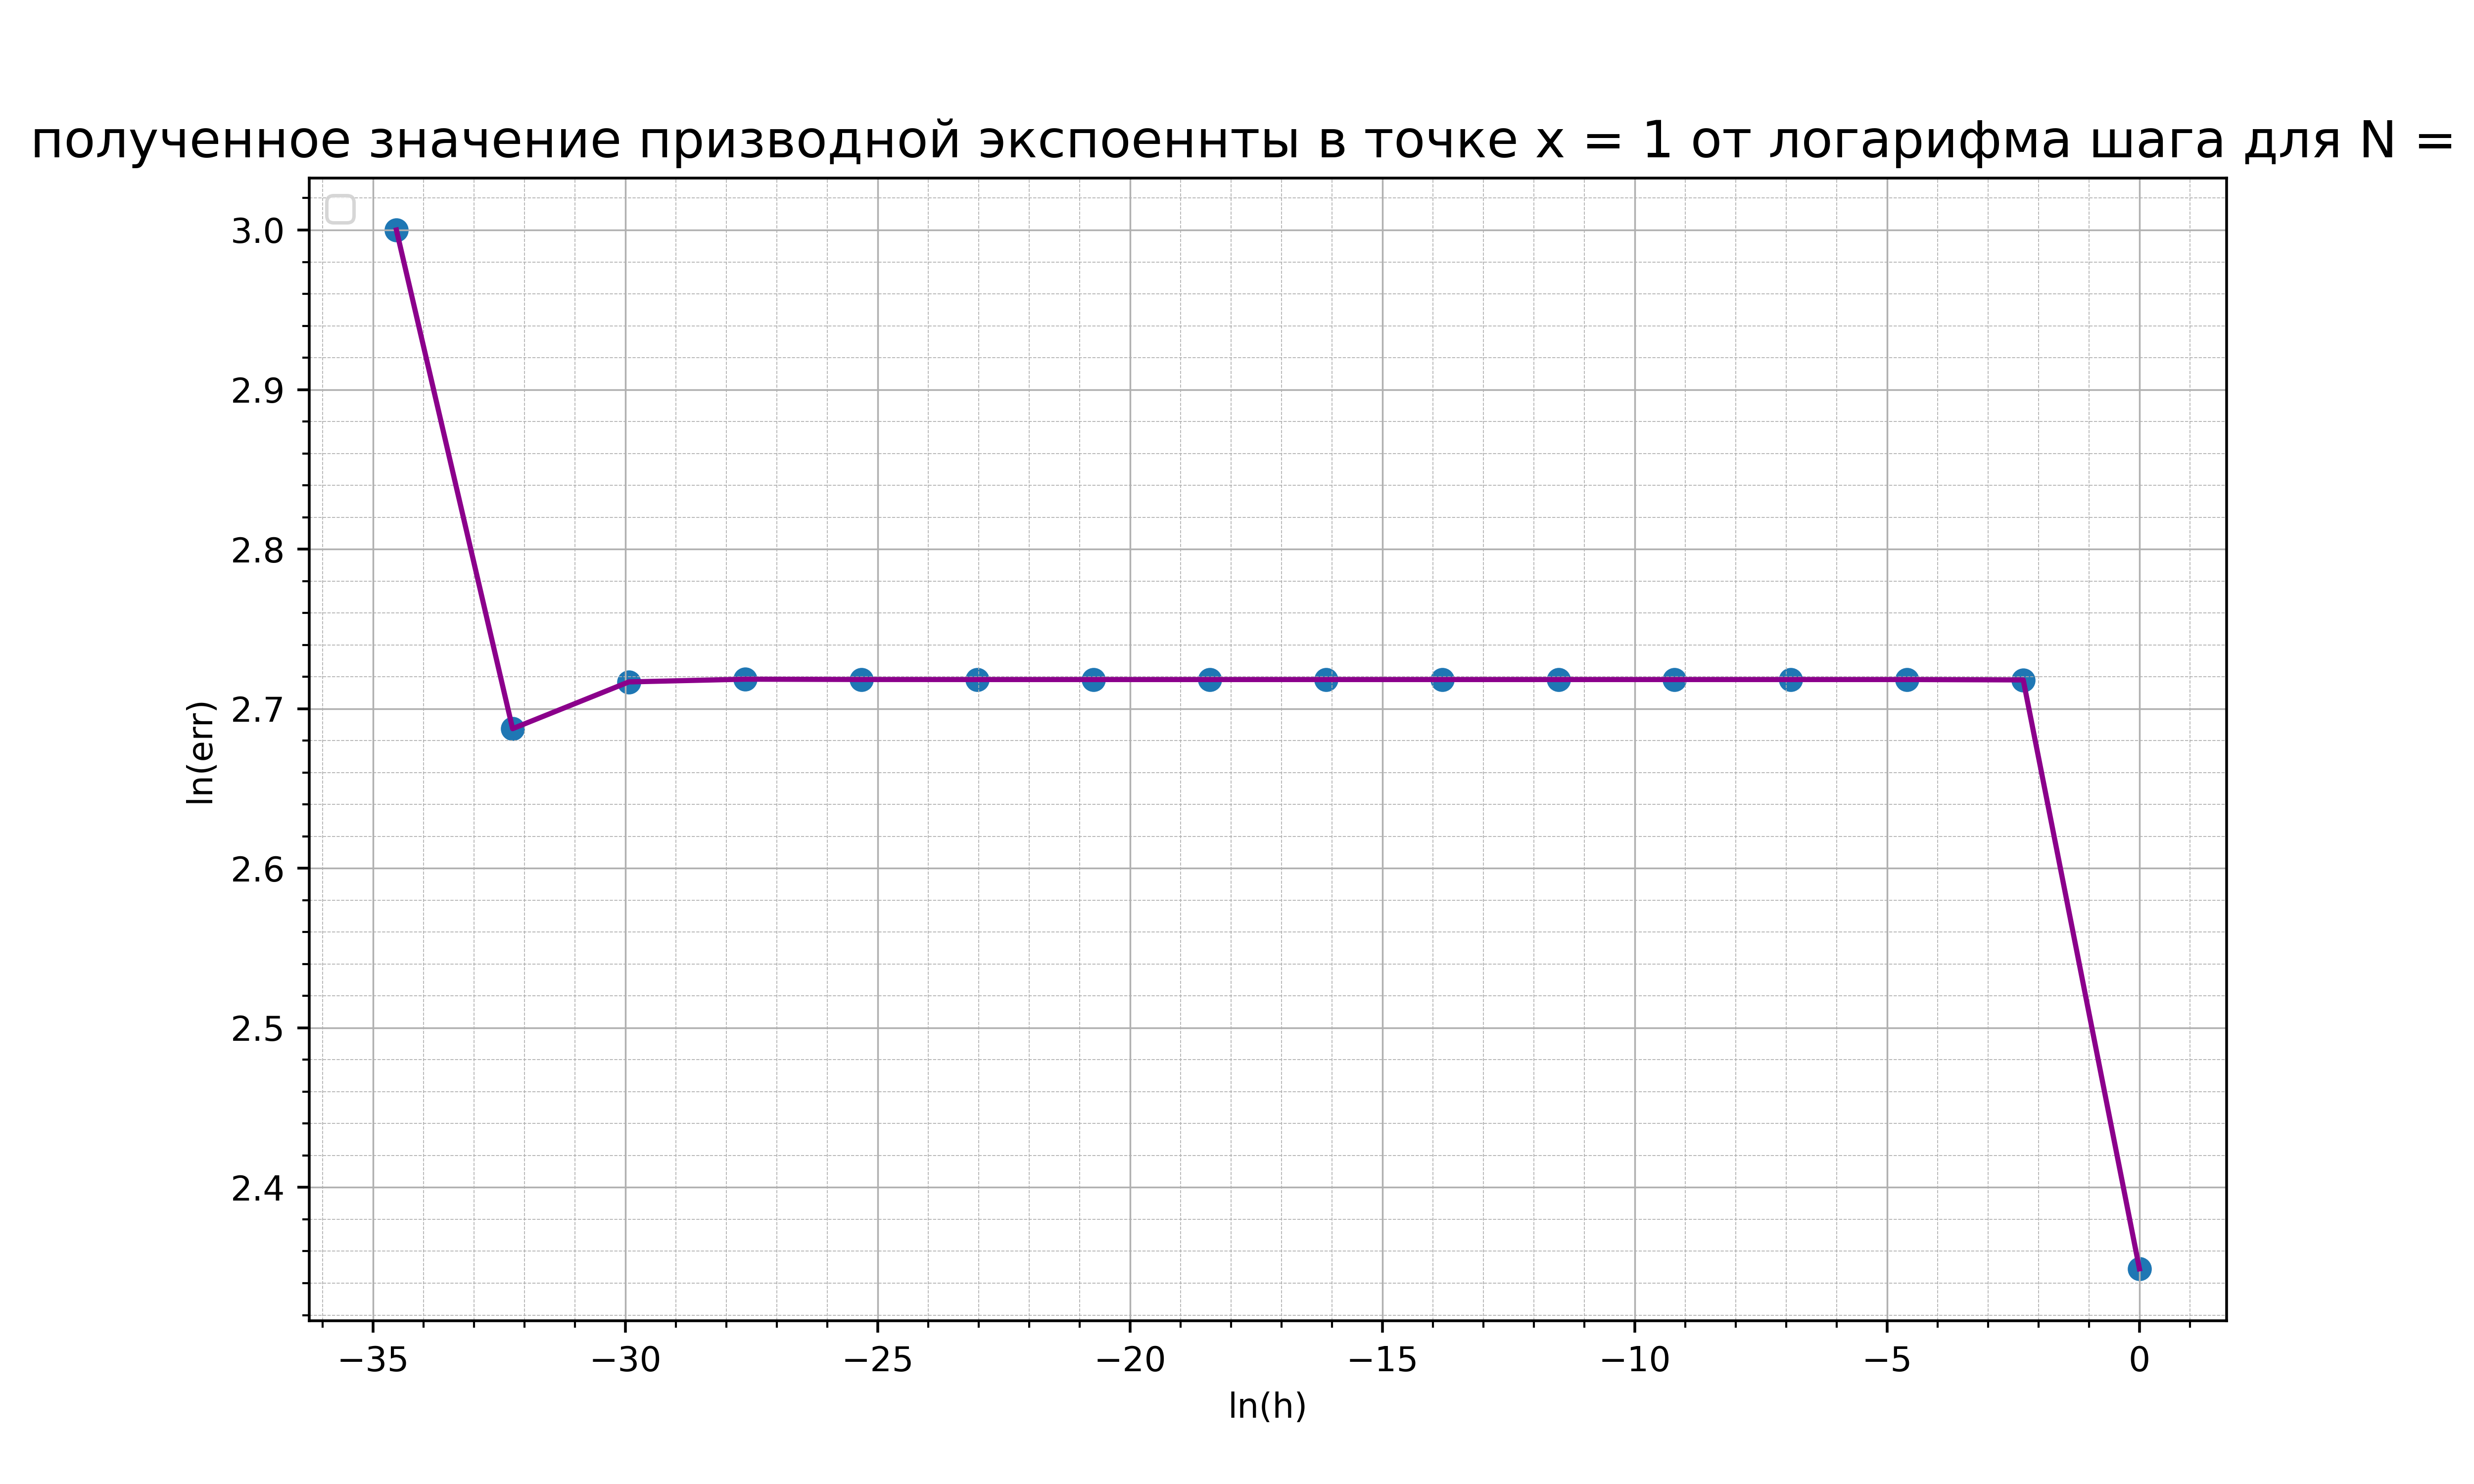 полученное значение призводной экспоеннты в точке x = 1 от логарифма шага для N =
3.0
2.9
2.8
2.7
2.6
2.5
2.4
ln(err)
−35 −30 −25 −20 −15 −10 −5 0
ln(h)